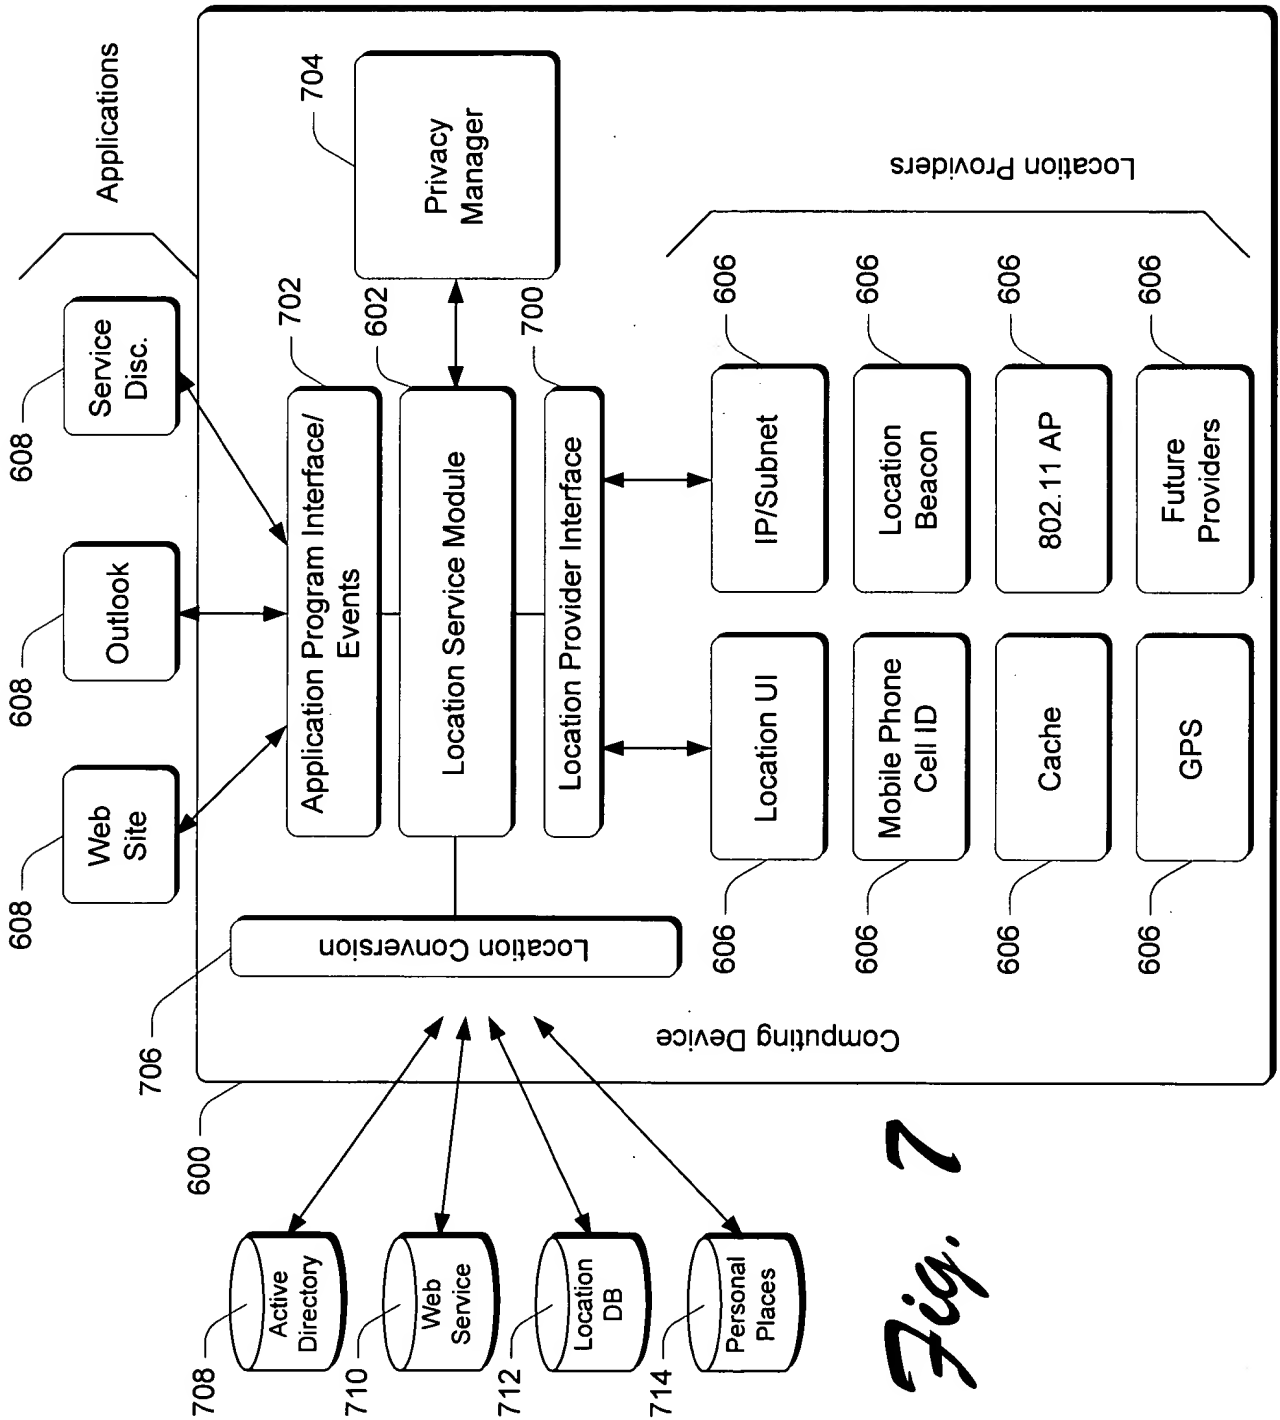 608
608
608
Applications
Web
Site
Outlook
Service
Disc.
706
702
704
Application Program Interface/
Events
602
Location Service Module
Privacy
Manager
700
Location Provider Interface
Location Conversion
600
Computing Device
708
Active
Directory
710
Web
Service
712
Location
DB
714
Personal
Places
Location Providers
606
Location UI
IP/Subnet
606
606
Mobile Phone
Cell ID
Location
Beacon
606
606
Cache
802.11 AP
606
606
GPS
Future
Providers
606
Fig. 7